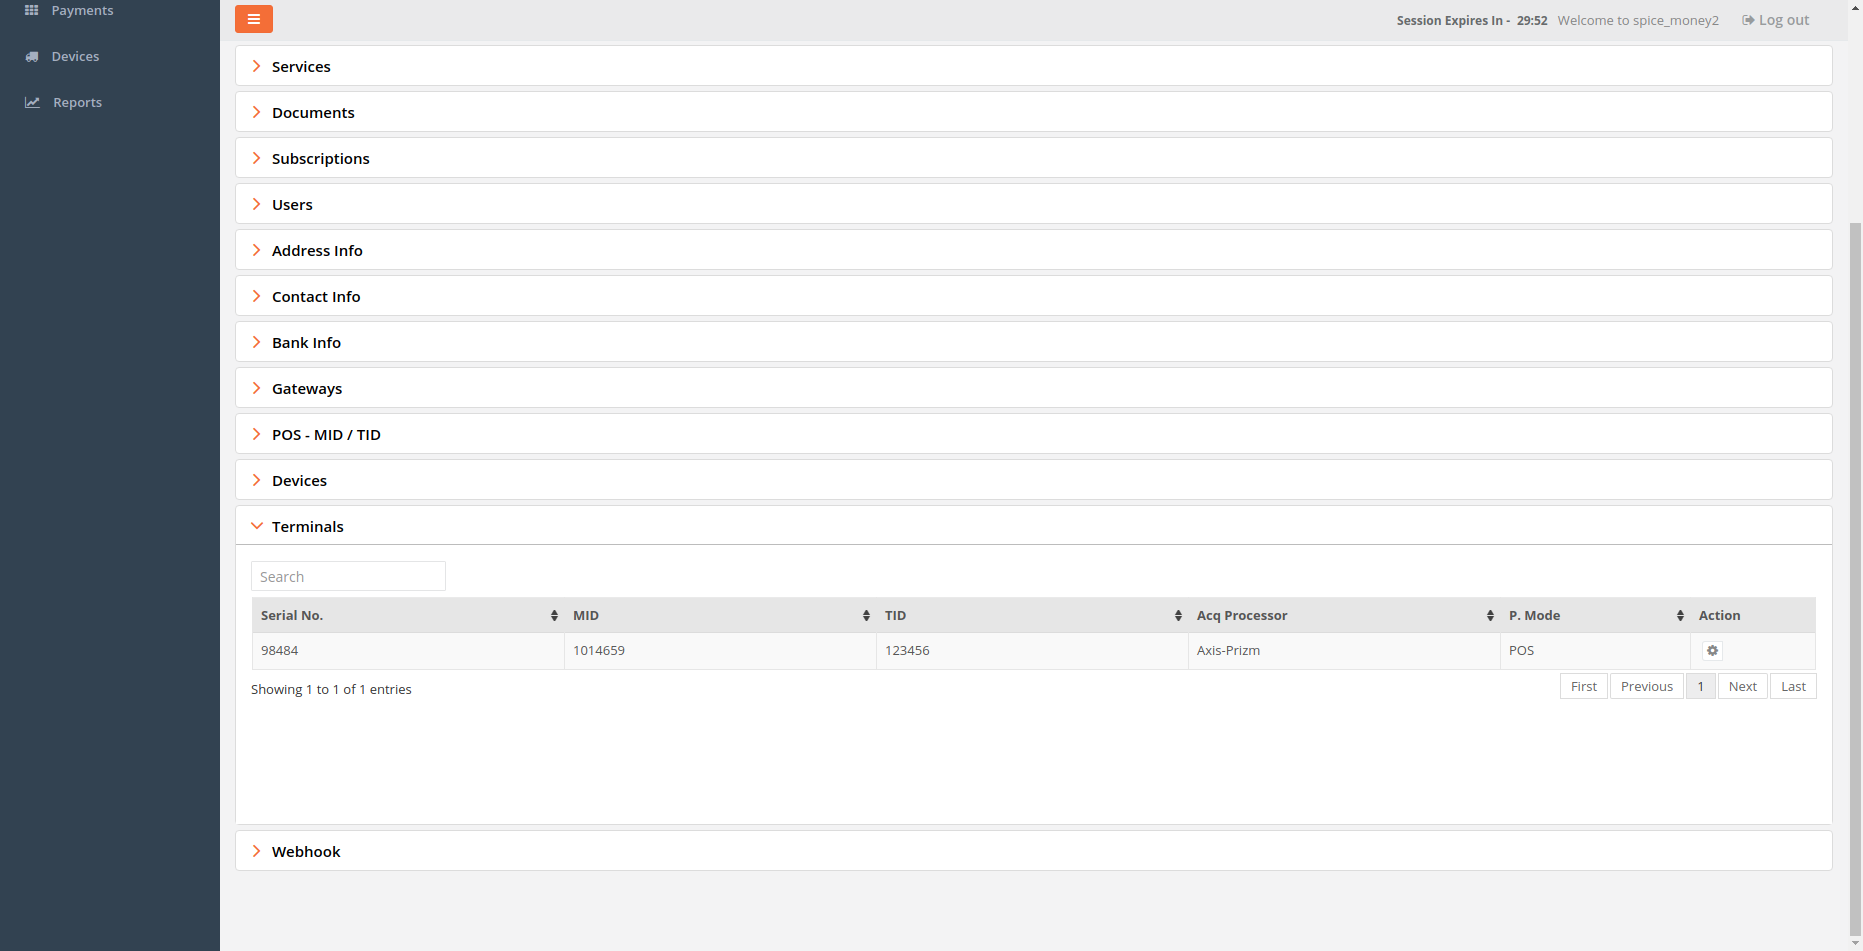 Payments
Devices
Reports
Session Expires In - 29:52 Welcome to spice_money2 Log out
Services
Documents
Subscriptions
Users
Address Info
Contact Info
Bank Info
Gateways
POS - MID / TID
Devices
Terminals
Search
Serial No. MID TID Acq Processor P. Mode Action
98484 1014659 123456 Axis-Prizm POS
Showing 1 to 1 of 1 entries
First Previous 1 Next Last
Webhook